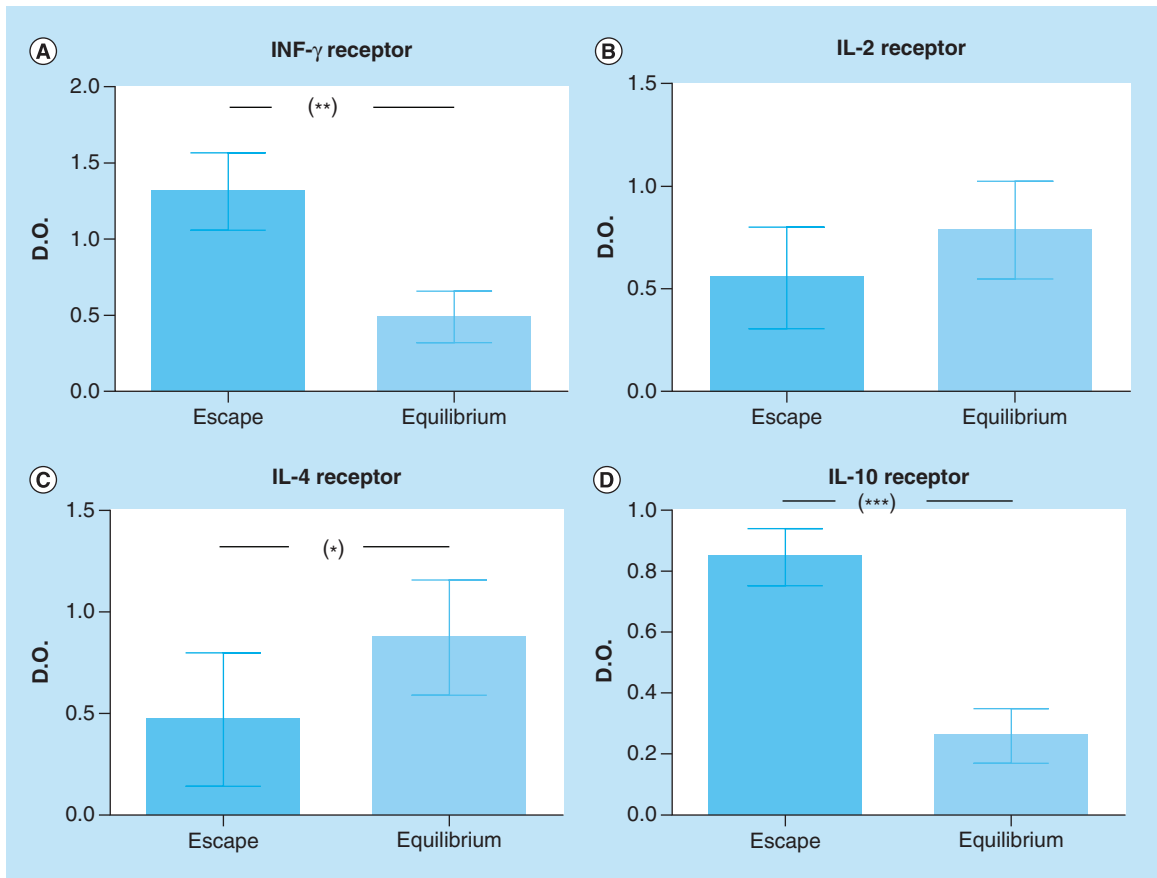 A
INF-γ receptor
2.0
1.5
1.0
0.5
0.0
D.O.
(**)
Escape
Equilibrium
B
IL-2 receptor
1.5
1.0
0.5
0.0
D.O.
Escape
Equilibrium
C
IL-4 receptor
1.5
1.0
0.5
0.0
D.O.
(*)
Escape
Equilibrium
D
IL-10 receptor
1.0
0.8
0.6
0.4
0.2
0.0
D.O.
(***)
Escape
Equilibrium